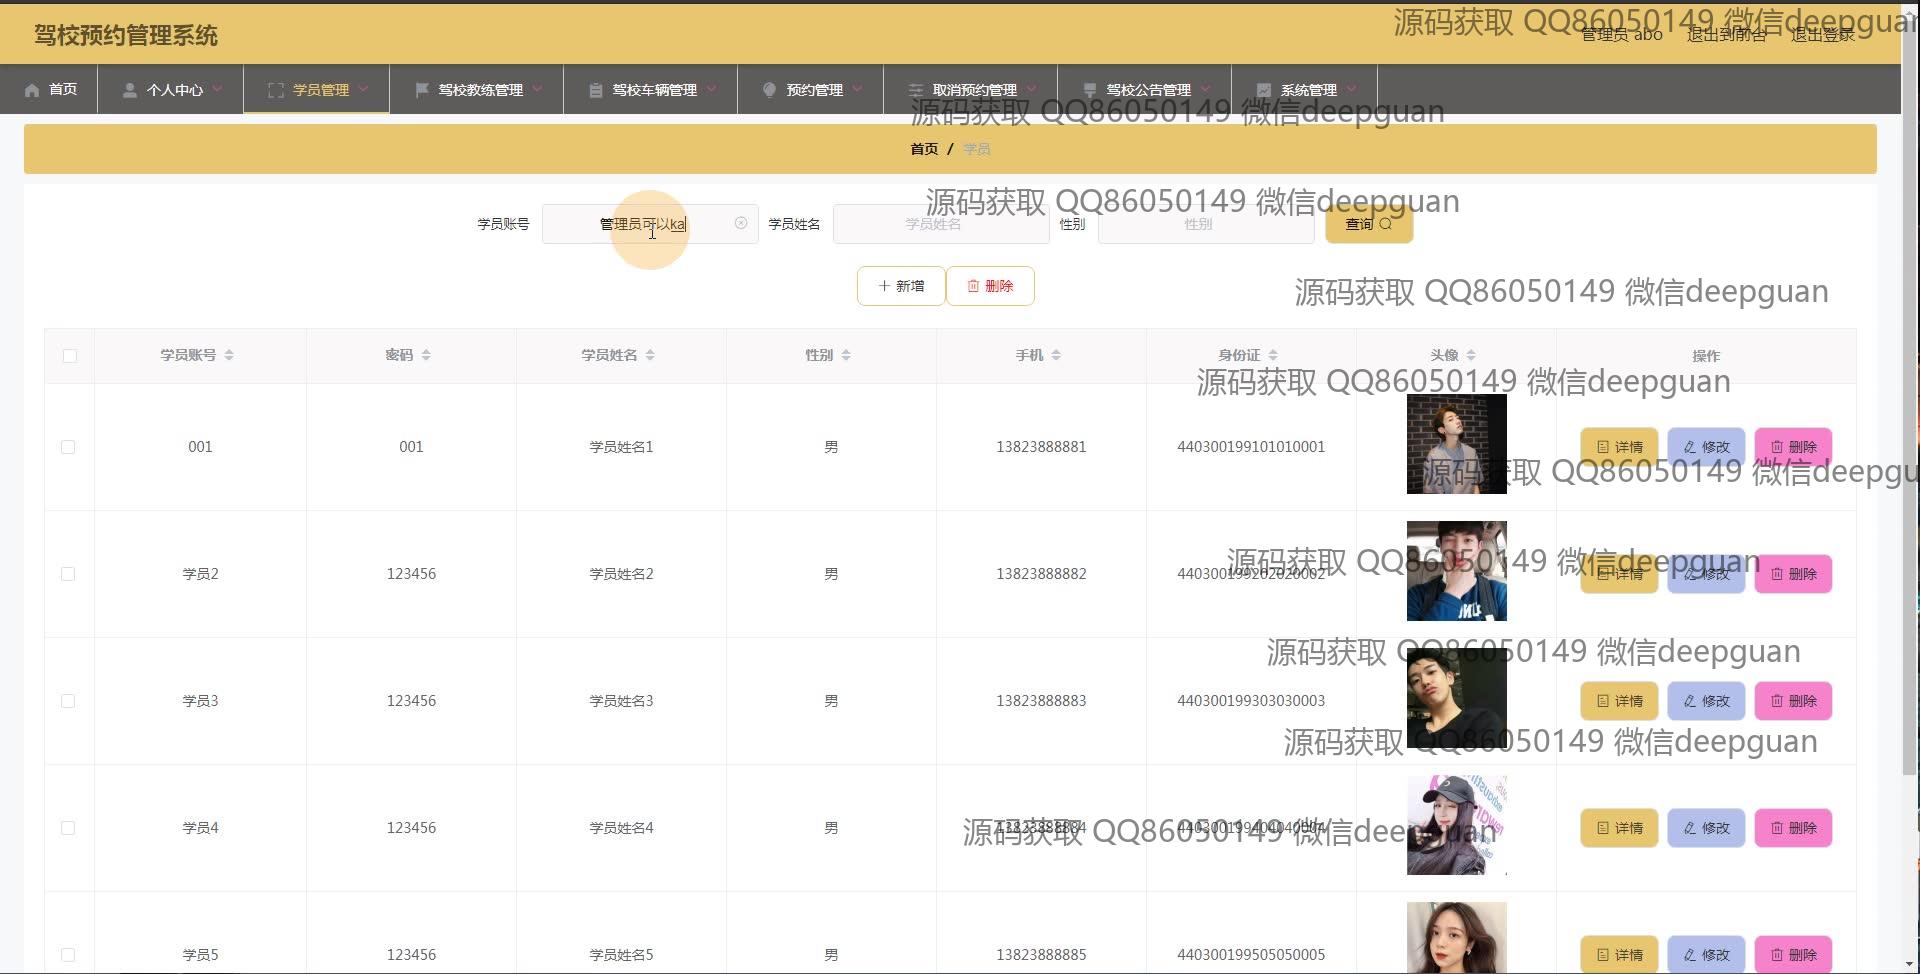 驾校预约管理系统
源码获取 QQ86050149 微信deepguan
管理员 abo 退出到前台 退出登录
首页 个人中心 学员管理 驾校教练管理 驾校车辆管理 预约管理 取消预约管理 驾校公告管理 系统管理
源码获取 QQ86050149 微信deepguan
首页 / 学员
源码获取 QQ86050149 微信deepguan
学员账号 管理员可以ka 学员姓名 学员姓名 性别 性别 查询
新增 删除
源码获取 QQ86050149 微信deepguan
学员账号 密码 学员姓名 性别 手机 身份证 头像 操作
源码获取 QQ86050149 微信deepguan
001 001 学员姓名1 男 13823888881 440300199101010001 详情 修改 删除
源码获取 QQ86050149 微信deepgu
源码获取 QQ86050149 微信deepguan
学员2 123456 学员姓名2 男 13823888882 440300199202020002 详情 修改 删除
源码获取 QQ86050149 微信deepguan
学员3 123456 学员姓名3 男 13823888883 440300199303030003 详情 修改 删除
源码获取 QQ86050149 微信deepguan
学员4 123456 学员姓名4 男 13823888884 440300199404040004 详情 修改 删除
源码获取 QQ86050149 微信deepguan
学员5 123456 学员姓名5 男 13823888885 440300199505050005 详情 修改 删除